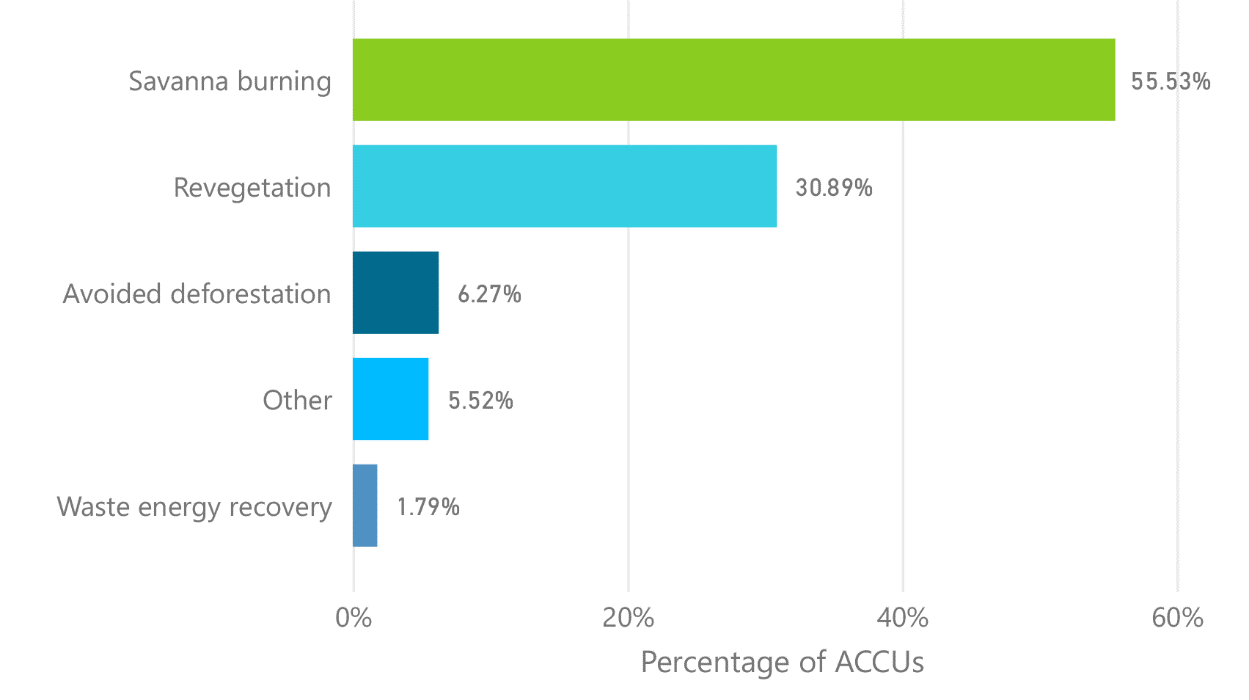 Savanna burning 55.53%
Revegetation 30.89%
Avoided deforestation 6.27%
Other 5.52%
Waste energy recovery 1.79%
0% 20% 40% 60%
Percentage of ACCUs